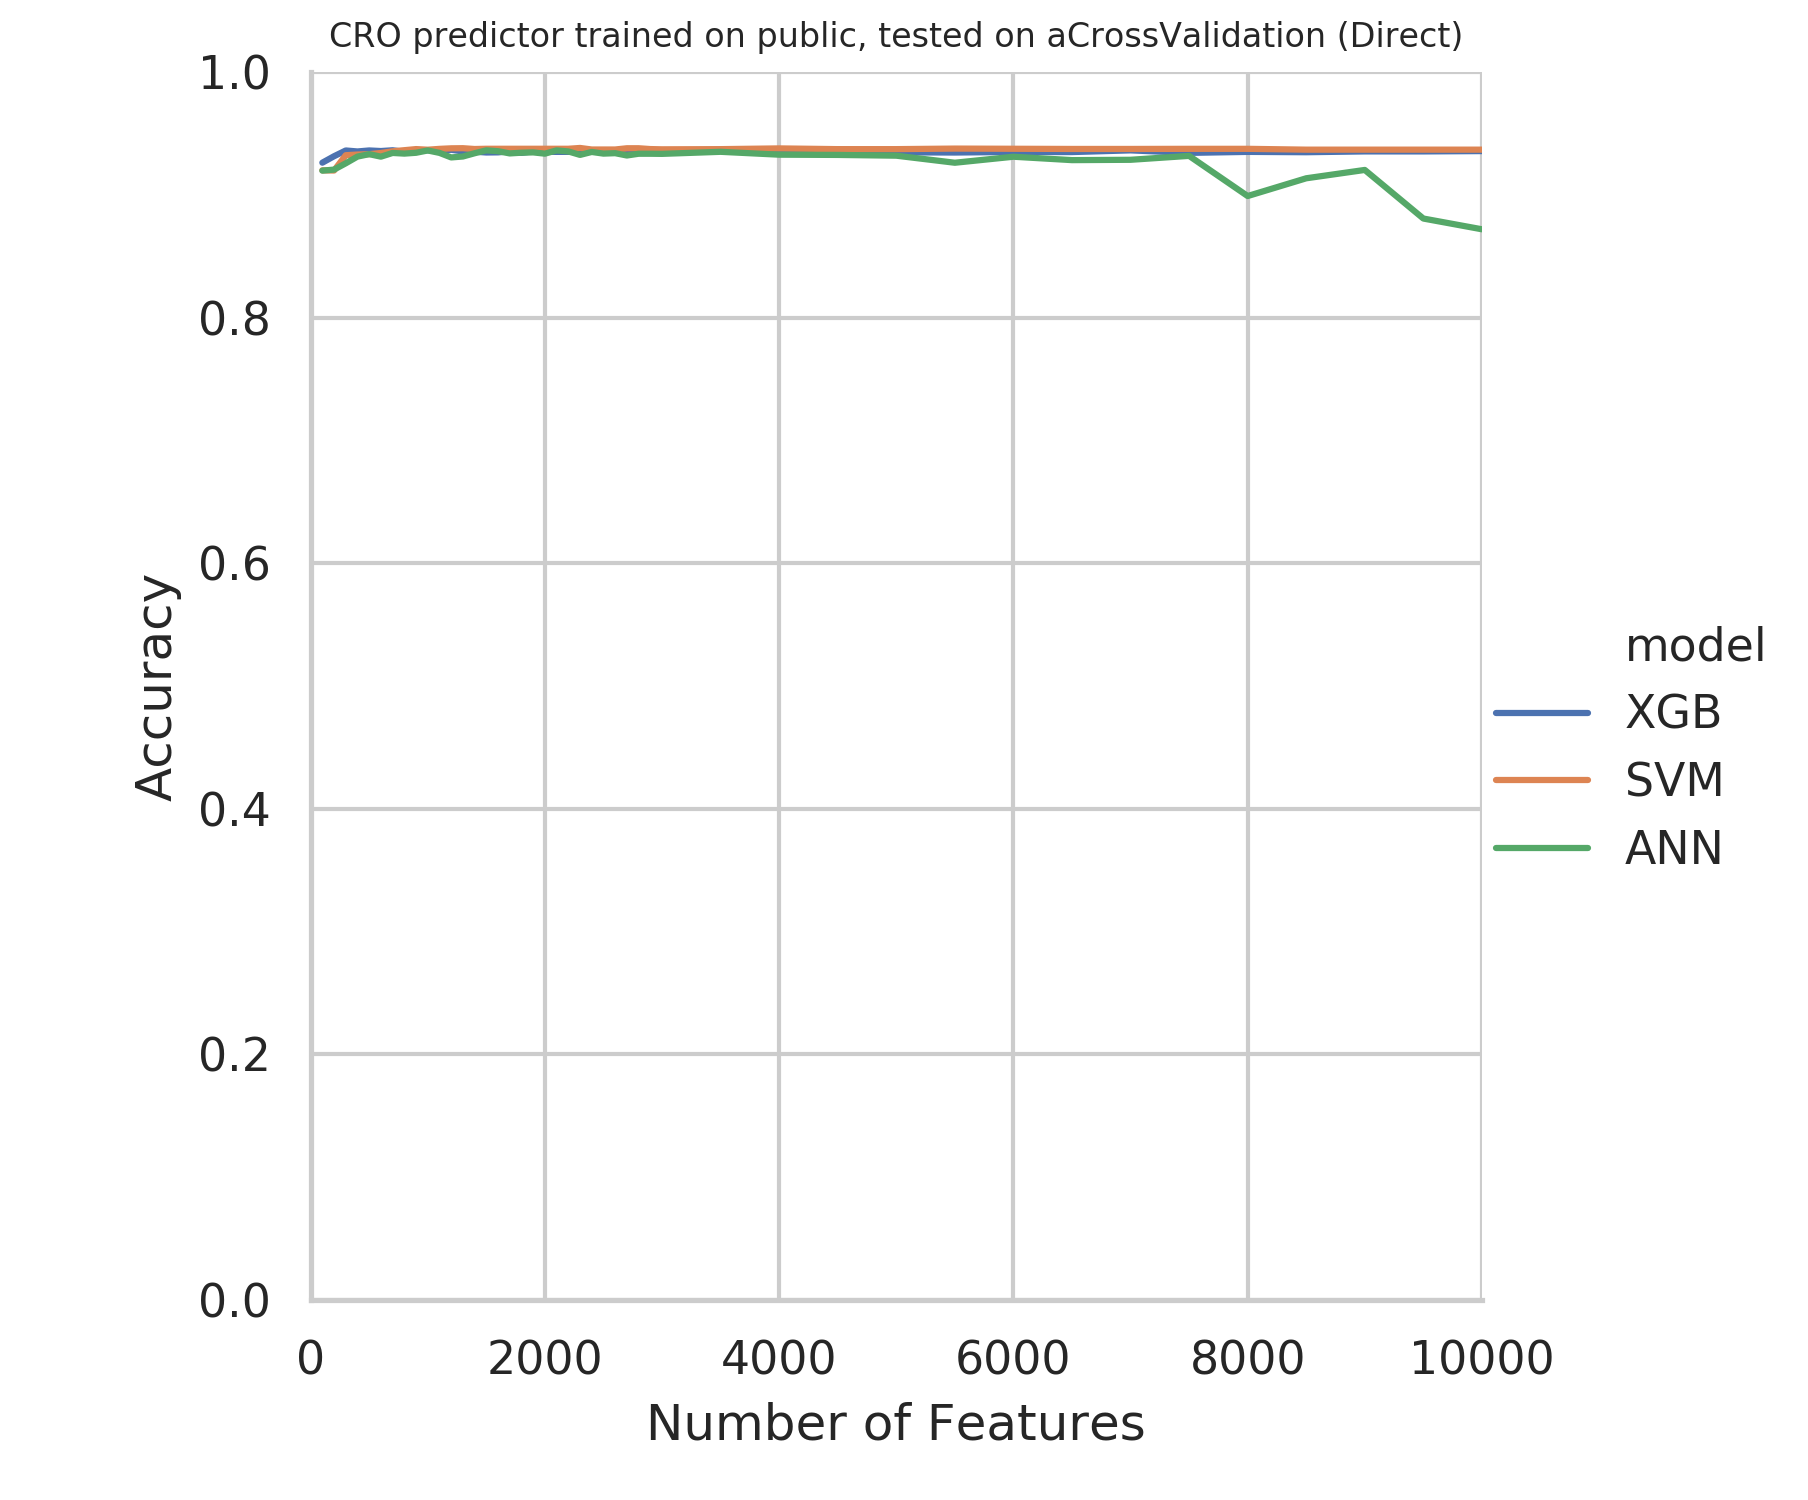 CRO predictor trained on public, tested on aCrossValidation (Direct)
1.0
0.8
0.6
0.4
0.2
0.0
Accuracy
0 2000 4000 6000 8000 10000
Number of Features
model
XGB
SVM
ANN